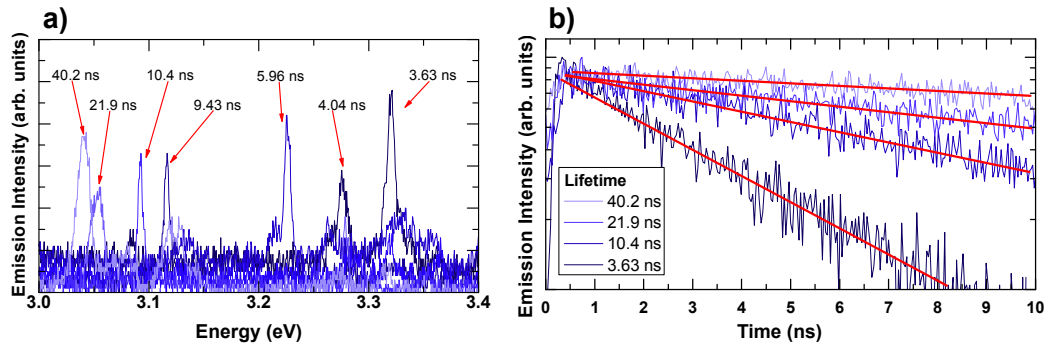 a)
Emission Intensity (arb. units)
40.2 ns
10.4 ns
5.96 ns
3.63 ns
21.9 ns
9.43 ns
4.04 ns
3.0
3.1
3.2
3.3
3.4
Energy (eV)
b)
Emission Intensity (arb. units)
Lifetime
40.2 ns
21.9 ns
10.4 ns
3.63 ns
0
1
2
3
4
5
6
7
8
9
10
Time (ns)